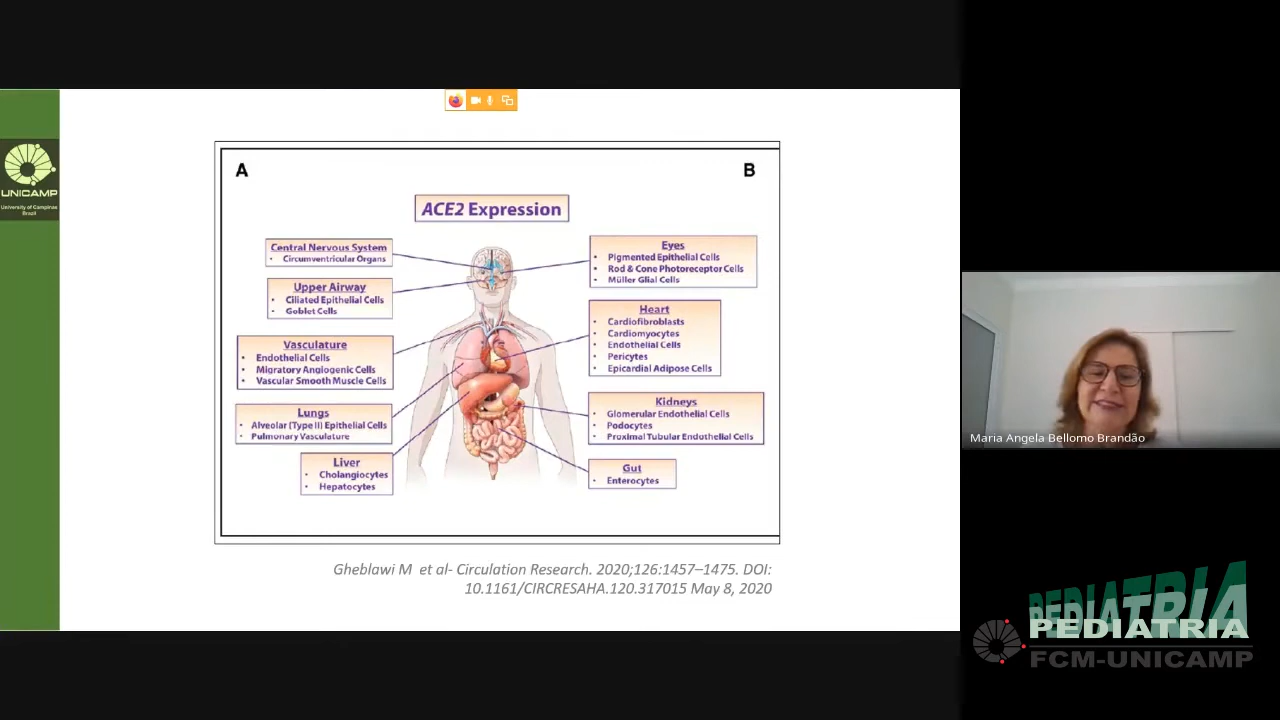 UNICAMP
University of Campinas
Brazil
A
B
ACE2 Expression
Central Nervous System
• Circumventricular Organs
Upper Airway
• Ciliated Epithelial Cells
• Goblet Cells
Vasculature
• Endothelial Cells
• Migratory Angiogenic Cells
• Vascular Smooth Muscle Cells
Lungs
• Alveolar (Type II) Epithelial Cells
• Pulmonary Vasculature
Liver
• Cholangiocytes
• Hepatocytes
Eyes
• Pigmented Epithelial Cells
• Rod & Cone Photoreceptor Cells
• Müller Glial Cells
Heart
• Cardiofibroblasts
• Cardiomyocytes
• Endothelial Cells
• Pericytes
• Epicardial Adipose Cells
Kidneys
• Glomerular Endothelial Cells
• Podocytes
• Proximal Tubular Endothelial Cells
Gut
• Enterocytes
Gheblawi M et al- Circulation Research. 2020;126:1457–1475. DOI:
10.1161/CIRCRESAHA.120.317015 May 8, 2020
Maria Angela Bellomo Brandão
PEDIATRIA
PEDIATRIA
FCM-UNICAMP